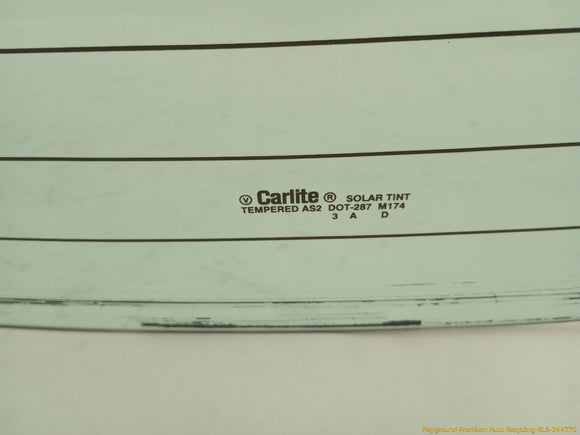 Ⓥ Carlite ® SOLAR TINT
TEMPERED AS2 DOT-287 M174
3 A D
Playground Premium Auto Recycling-SLS-244770